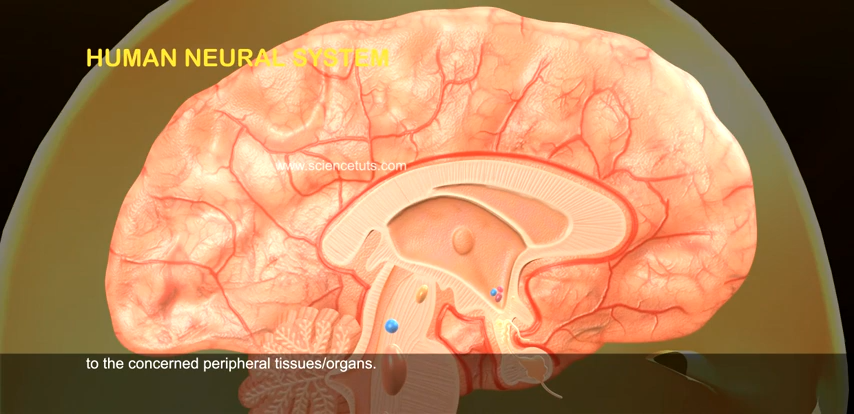 HUMAN NEURAL SYSTEM
www.sciencetuts.com
to the concerned peripheral tissues/organs.